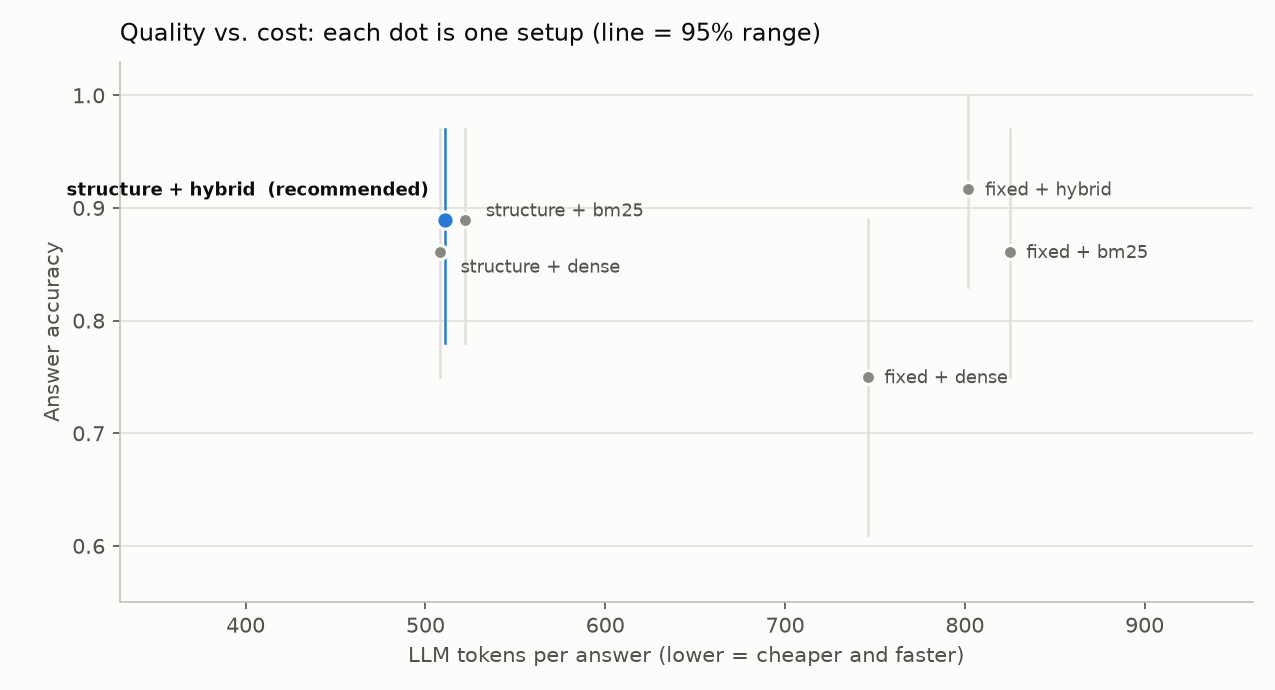 Quality vs. cost: each dot is one setup (line = 95% range)
Answer accuracy
1.0
0.9
0.8
0.7
0.6
structure + hybrid  (recommended)
structure + bm25
structure + dense
fixed + hybrid
fixed + bm25
fixed + dense
400 500 600 700 800 900
LLM tokens per answer (lower = cheaper and faster)